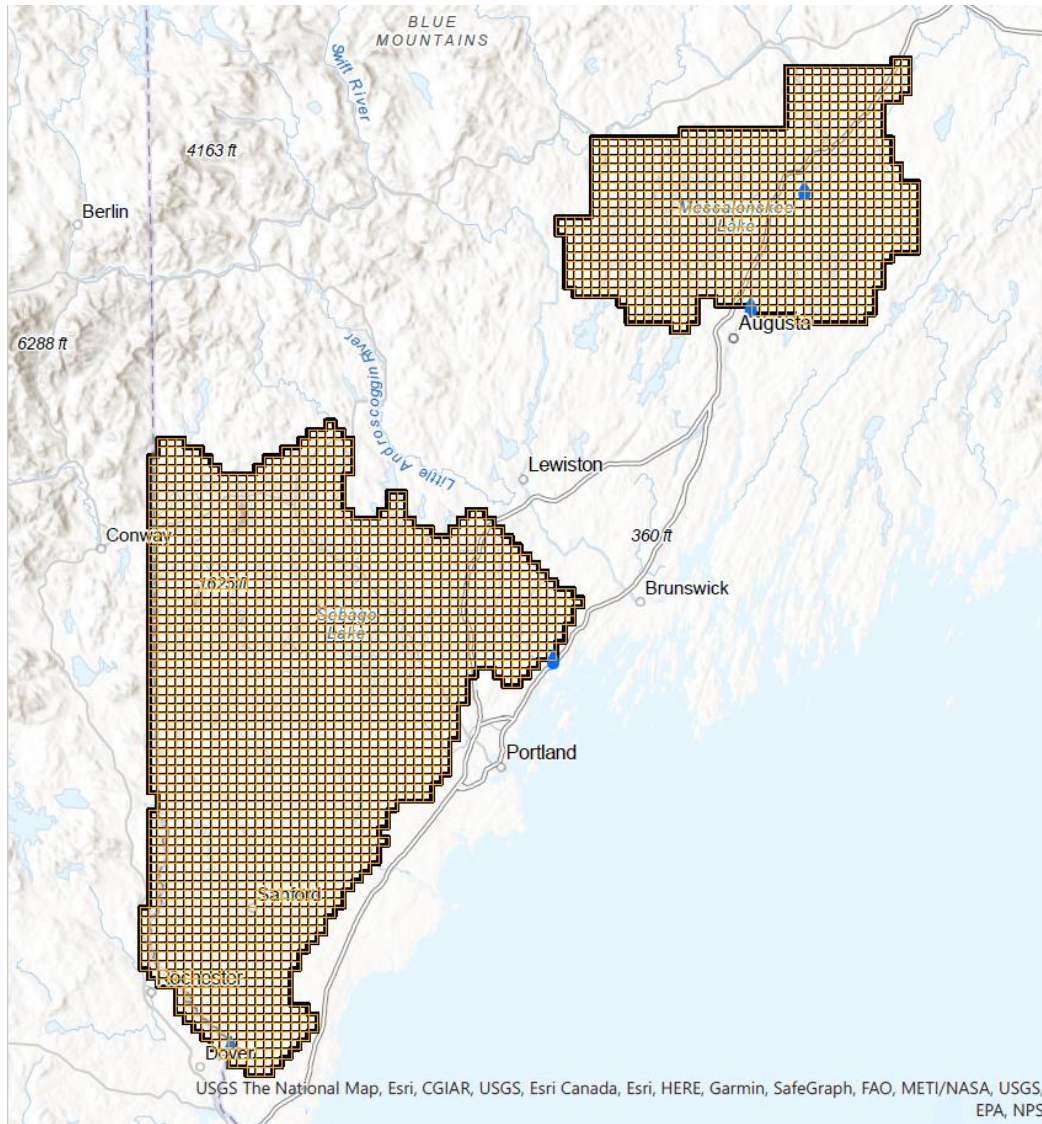 BLUE
MOUNTAINS
Swift River
4163 ft
Berlin
Messalonskee
Lake
6288 ft
Augusta
Little Androscoggin River
Lewiston
Conway
360 ft
1625 ft
Brunswick
Sebago
Lake
Portland
Sanford
Rochester
Dover
USGS The National Map, Esri, CGIAR, USGS, Esri Canada, Esri, HERE, Garmin, SafeGraph, FAO, METI/NASA, USGS,
EPA, NPS